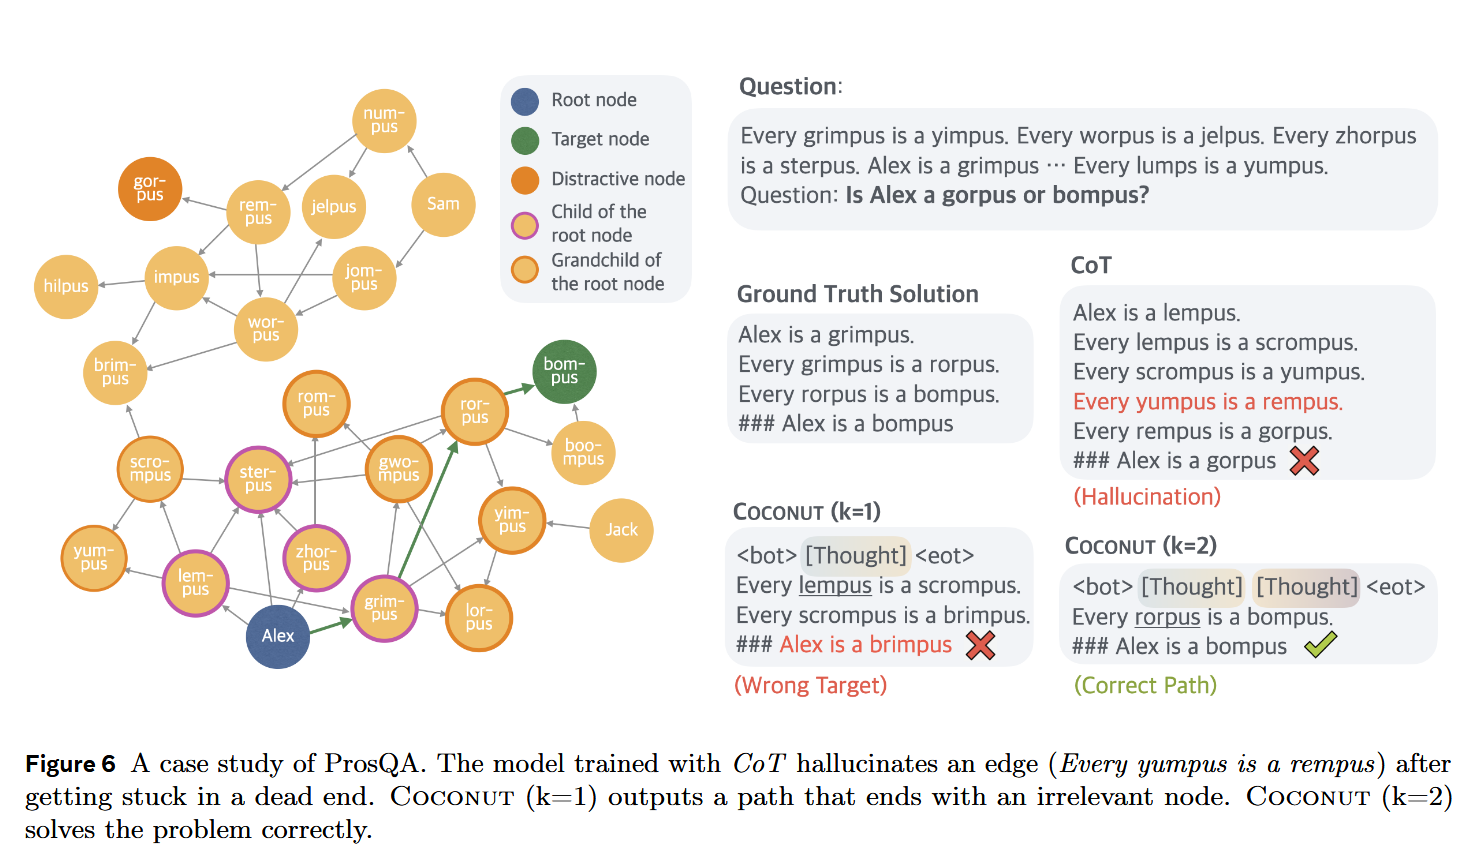 num-
pus
gor-
pus
rem-
pus
jelpus
Sam
hilpus
impus
jom-
pus
wor-
pus
brim-
pus
bom-
pus
rom-
pus
ror-
pus
boo-
mpus
scro-
mpus
ster-
pus
gwo-
mpus
yim-
pus
Jack
yum-
pus
lem-
pus
zhor-
pus
grim-
pus
lor-
pus
Alex
Root node
Target node
Distractive node
Child of the
root node
Grandchild of
the root node
Question:
Every grimpus is a yimpus. Every worpus is a jelpus. Every zhorpus
is a sterpus. Alex is a grimpus ··· Every lumps is a yumpus.
Question: Is Alex a gorpus or bompus?
Ground Truth Solution
Alex is a grimpus.
Every grimpus is a rorpus.
Every rorpus is a bompus.
### Alex is a bompus
CoT
Alex is a lempus.
Every lempus is a scrompus.
Every scrompus is a yumpus.
Every yumpus is a rempus.
Every rempus is a gorpus.
### Alex is a gorpus
(Hallucination)
COCONUT (k=1)
<bot> [Thought] <eot>
Every lempus is a scrompus.
Every scrompus is a brimpus.
### Alex is a brimpus
(Wrong Target)
COCONUT (k=2)
<bot> [Thought] [Thought] <eot>
Every rorpus is a bompus.
### Alex is a bompus
(Correct Path)
Figure 6 A case study of ProsQA. The model trained with CoT hallucinates an edge (Every yumpus is a rempus) after
getting stuck in a dead end. COCONUT (k=1) outputs a path that ends with an irrelevant node. COCONUT (k=2)
solves the problem correctly.